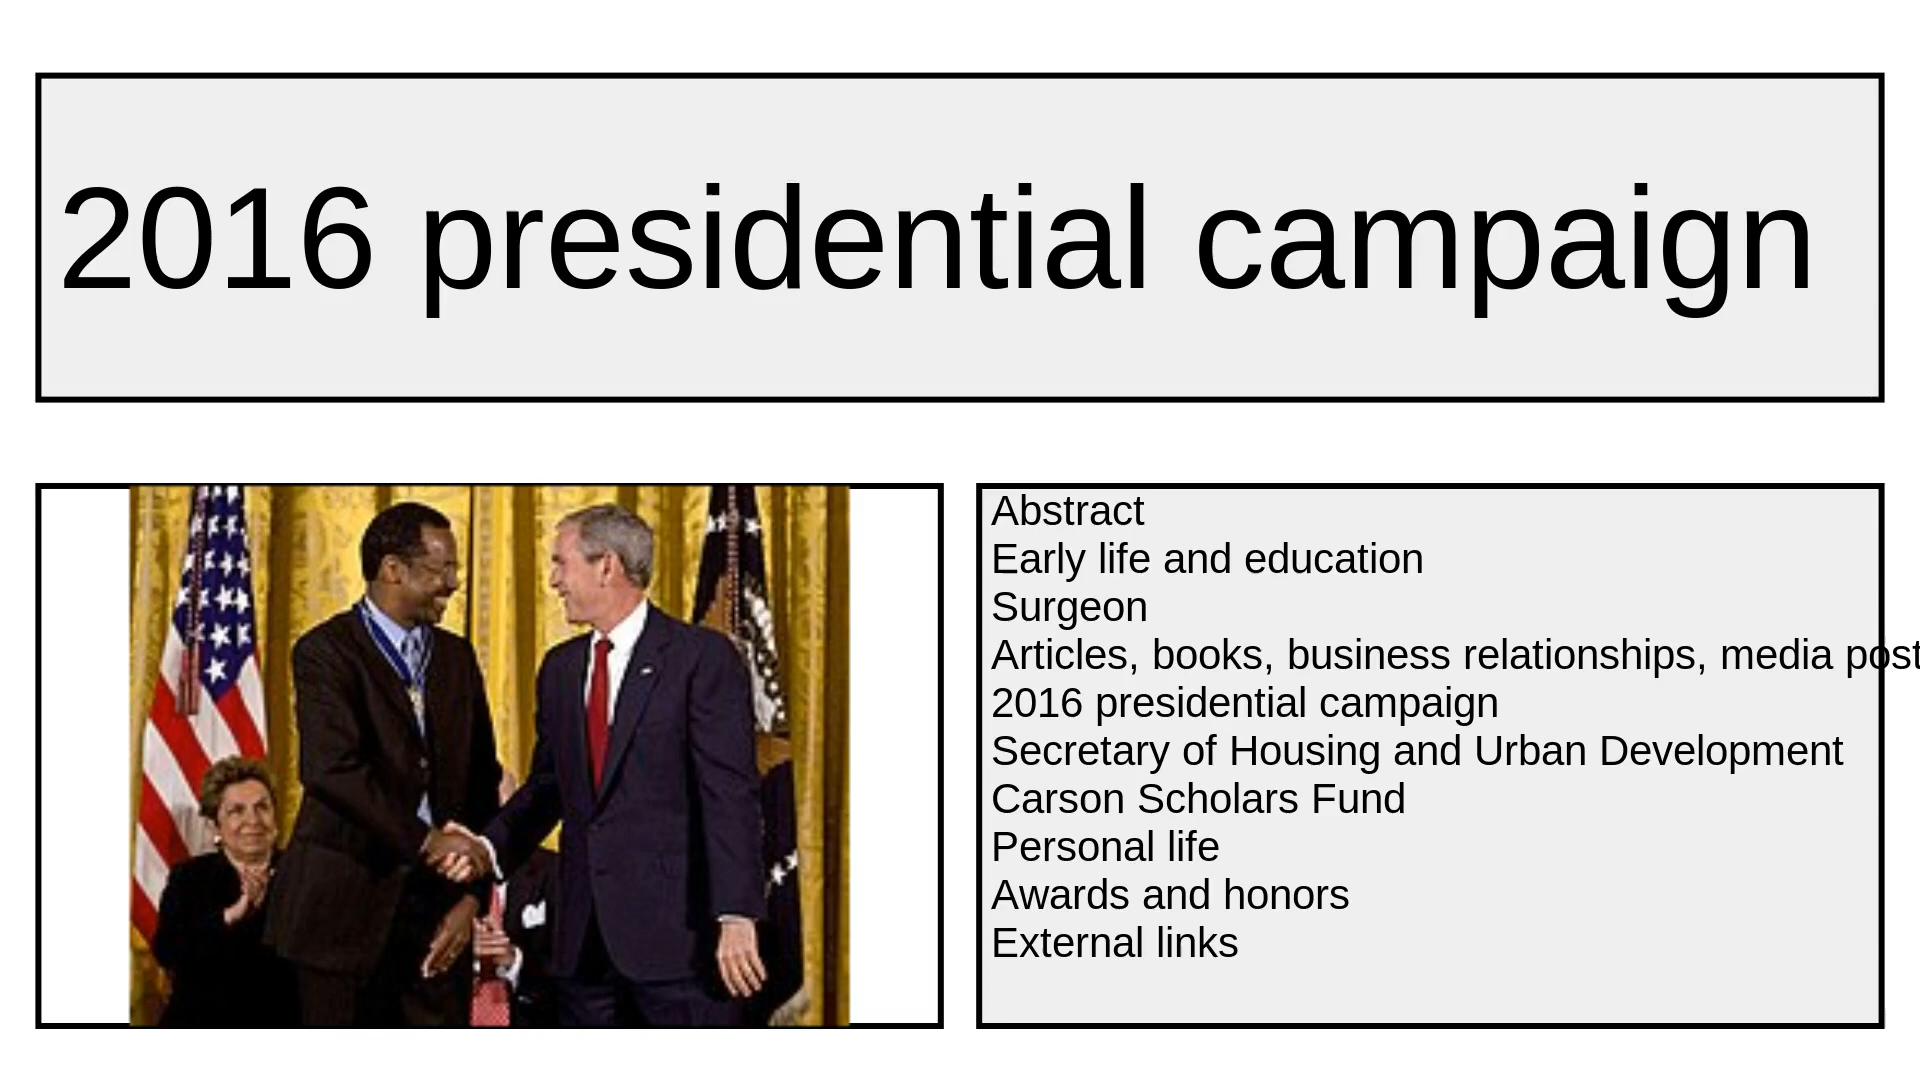 2016 presidential campaign
Abstract
Early life and education
Surgeon
Articles, books, business relationships, media post
2016 presidential campaign
Secretary of Housing and Urban Development
Carson Scholars Fund
Personal life
Awards and honors
External links